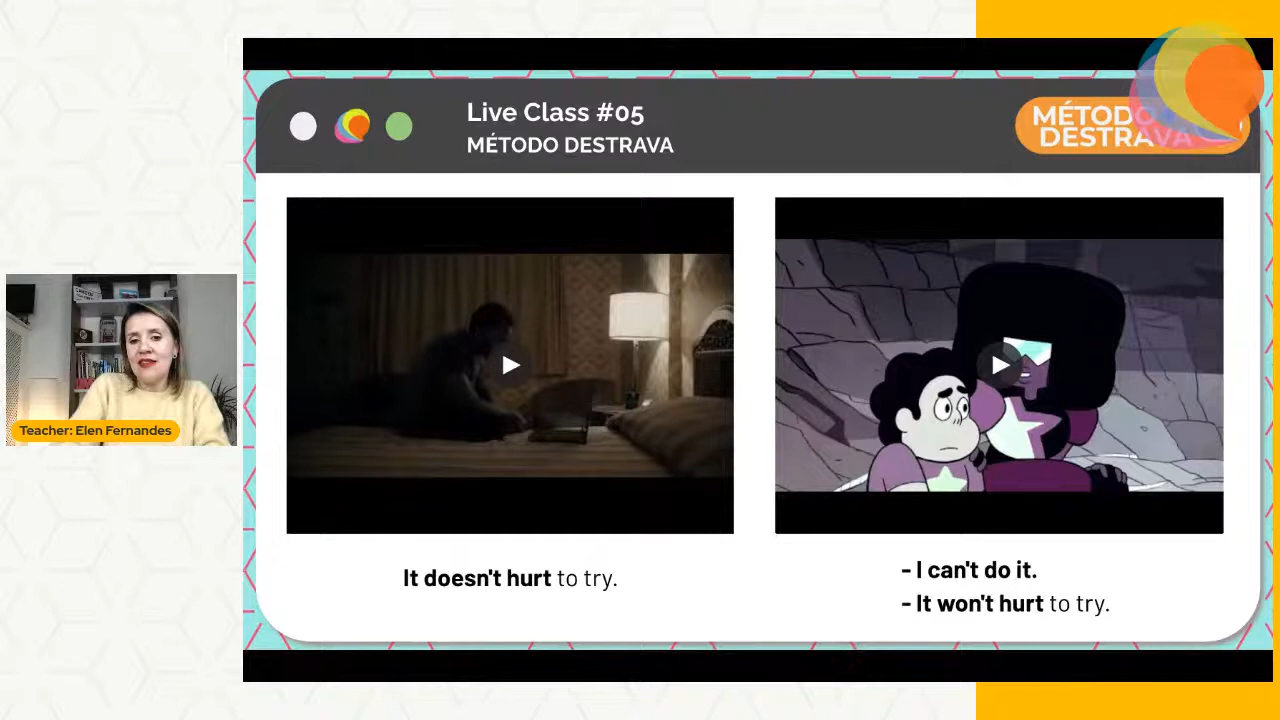 Live Class #05
MÉTODO DESTRAVA
MÉTODO
DESTRAVA
Teacher: Elen Fernandes
It doesn't hurt to try.
- I can't do it.
- It won't hurt to try.